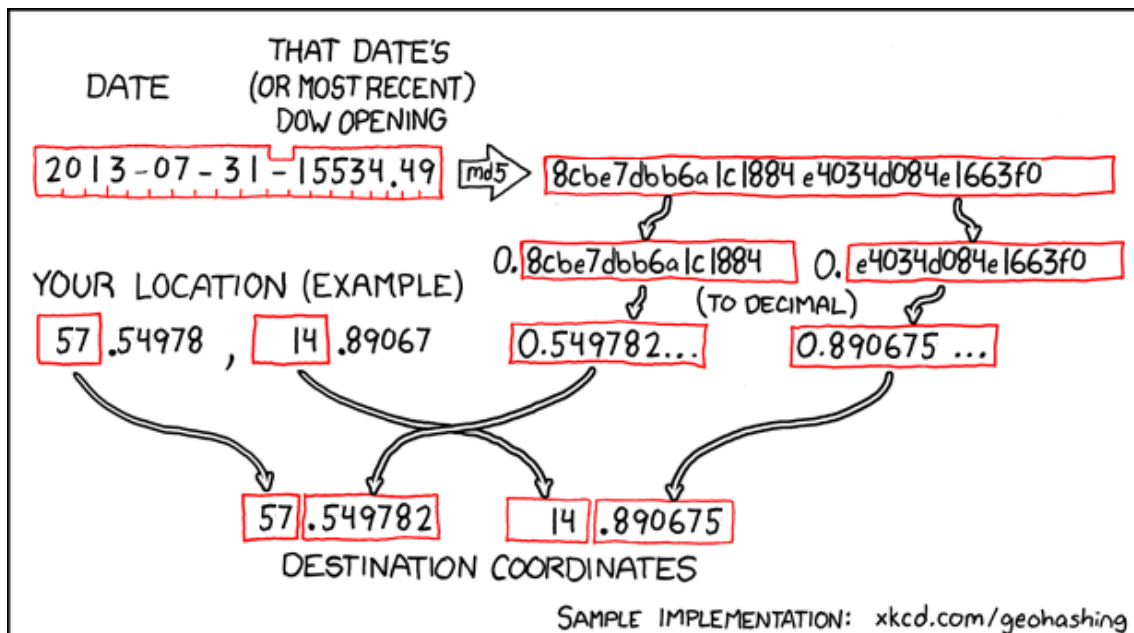 THAT DATE'S
DATE (OR MOST RECENT)
DOW OPENING
2013-07-31-15534.49 md5 8cbe7dbb6a1c1884e4034d084e1663f0
0.8cbe7dbb6a1c1884 0.e4034d084e1663f0
YOUR LOCATION (EXAMPLE) (TO DECIMAL)
57.54978, 14.89067 0.549782... 0.890675...
57.549782 14.890675
DESTINATION COORDINATES
SAMPLE IMPLEMENTATION: xkcd.com/geohashing